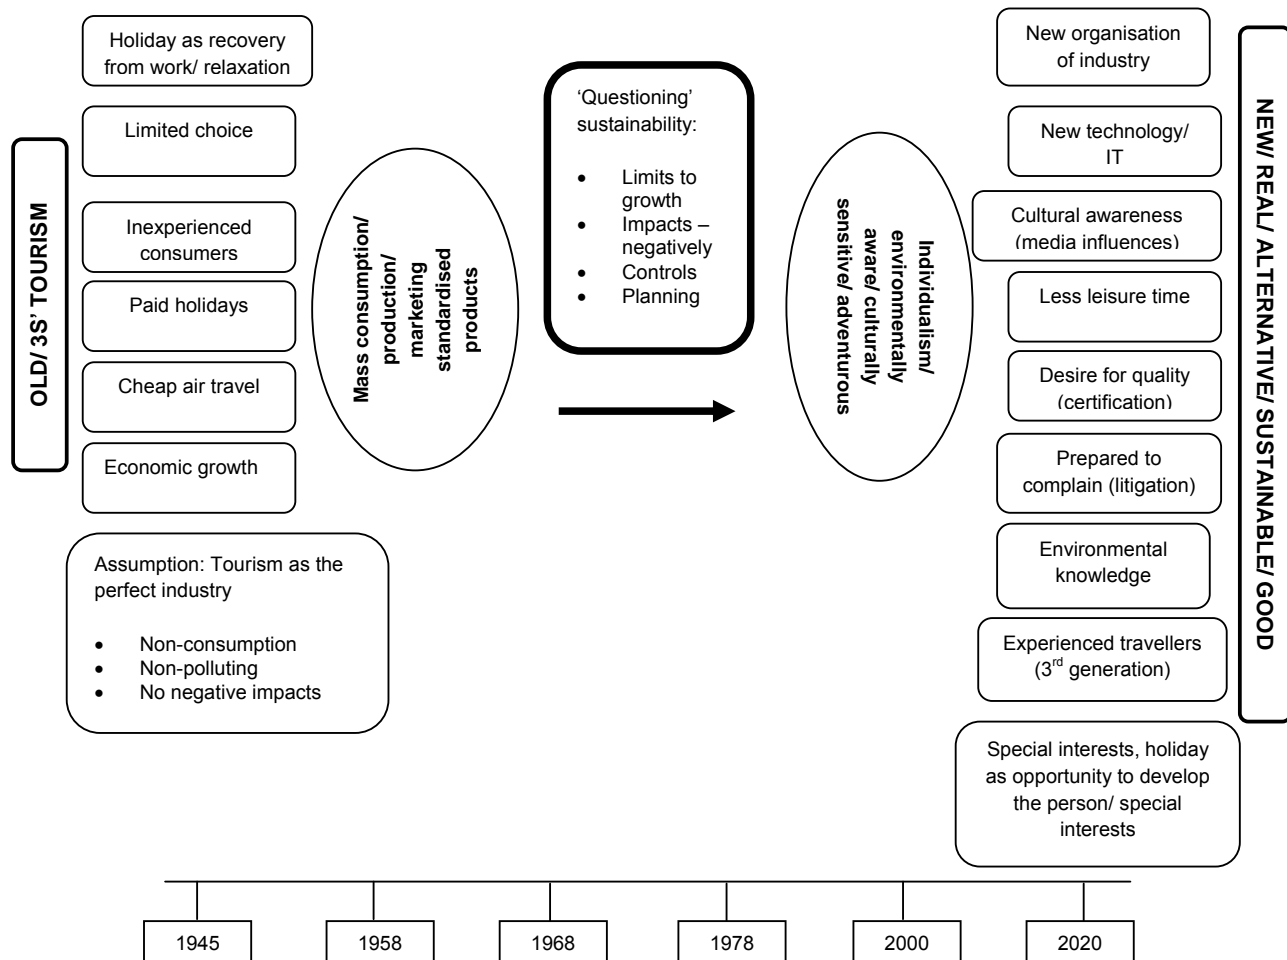 OLD/ 3S’ TOURISM
Holiday as recovery
from work/ relaxation
Limited choice
Inexperienced
consumers
Paid holidays
Cheap air travel
Economic growth
Assumption: Tourism as the
perfect industry
• Non-consumption
• Non-polluting
• No negative impacts
Mass consumption/
production/
marketing
standardised
products
‘Questioning’
sustainability:
• Limits to
growth
• Impacts –
negatively
• Controls
• Planning
Individualism/
environmentally
aware/ culturally
sensitive/ adventurous
New organisation
of industry
New technology/
IT
Cultural awareness
(media influences)
Less leisure time
Desire for quality
(certification)
Prepared to
complain (litigation)
Environmental
knowledge
Experienced travellers
(3rd generation)
Special interests, holiday
as opportunity to develop
the person/ special
interests
NEW/ REAL/ ALTERNATIVE/ SUSTAINABLE/ GOOD
1945
1958
1968
1978
2000
2020